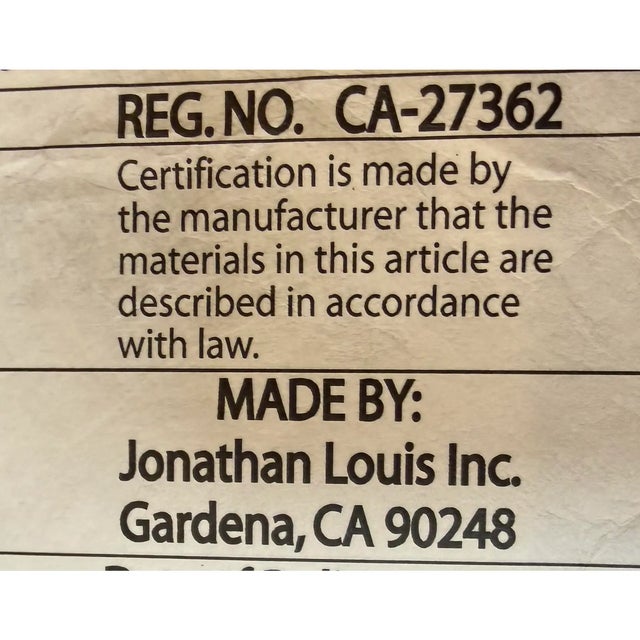 REG. NO. CA-27362
Certification is made by
the manufacturer that the
materials in this article are
described in accordance
with law.
MADE BY:
Jonathan Louis Inc.
Gardena, CA 90248